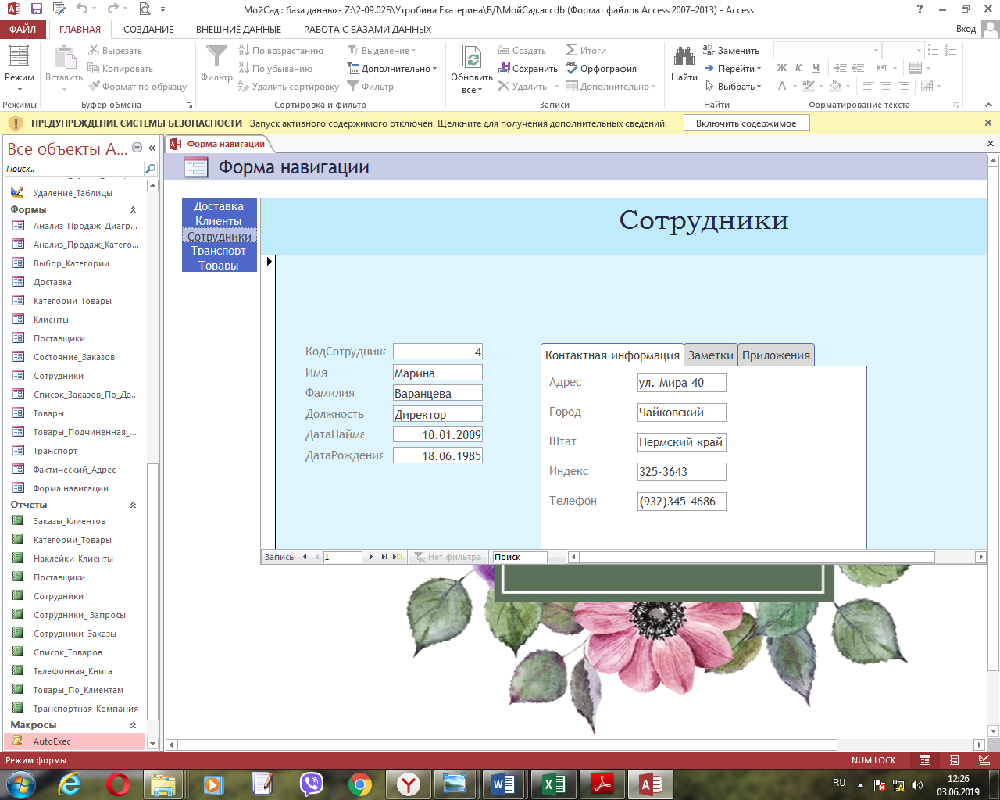 МойСад : база данных- Z:\2-09.02Б\Утробина Екатерина\БД\МойСад.accdb (Формат файлов Access 2007–2013) - Access
ФАЙЛ ГЛАВНАЯ СОЗДАНИЕ ВНЕШНИЕ ДАННЫЕ РАБОТА С БАЗАМИ ДАННЫХ Вход
Режим
Режимы
Вставить
Вырезать
Копировать
Формат по образцу
Буфер обмена
Фильтр
По возрастанию
По убыванию
Удалить сортировку
Выделение
Дополнительно
Фильтр
Сортировка и фильтр
Обновить
все
Создать
Сохранить
Удалить
Итоги
Орфография
Дополнительно
Записи
Найти
Заменить
Перейти
Выбрать
Найти
Ж К Ч
А
Форматирование текста
ПРЕДУПРЕЖДЕНИЕ СИСТЕМЫ БЕЗОПАСНОСТИ Запуск активного содержимого отключен. Щелкните для получения дополнительных сведений. Включить содержимое
Все объекты A...
Поиск...
Удаление_Таблицы
Формы
Анализ_Продаж_Диагр...
Анализ_Продаж_Катего...
Выбор_Категории
Доставка
Категории_Товары
Клиенты
Поставщики
Состояние_Заказов
Сотрудники
Список_Заказов_По_Да...
Товары
Товары_Подчиненная_...
Транспорт
Фактический_Адрес
Форма навигации
Отчеты
Заказы_Клиентов
Категории_Товары
Наклейки_Клиенты
Поставщики
Сотрудники
Сотрудники_ Запросы
Сотрудники_Заказы
Список_Товаров
Телефонная_Книга
Товары_По_Клиентам
Транспортная_Компания
Макросы
AutoExec
Форма навигации
Форма навигации
Доставка
Клиенты
Сотрудники
Транспорт
Товары
Сотрудники
КодСотрудника 4
Имя Марина
Фамилия Варанцева
Должность Директор
ДатаНайма 10.01.2009
ДатаРождения 18.06.1985
Контактная информация Заметки Приложения
Адрес ул. Мира 40
Город Чайковский
Штат Пермский край
Индекс 325-3643
Телефон (932)345-4686
Запись: 1 Нет фильтра Поиск
Режим формы NUM LOCK
RU 12:26
03.06.2019